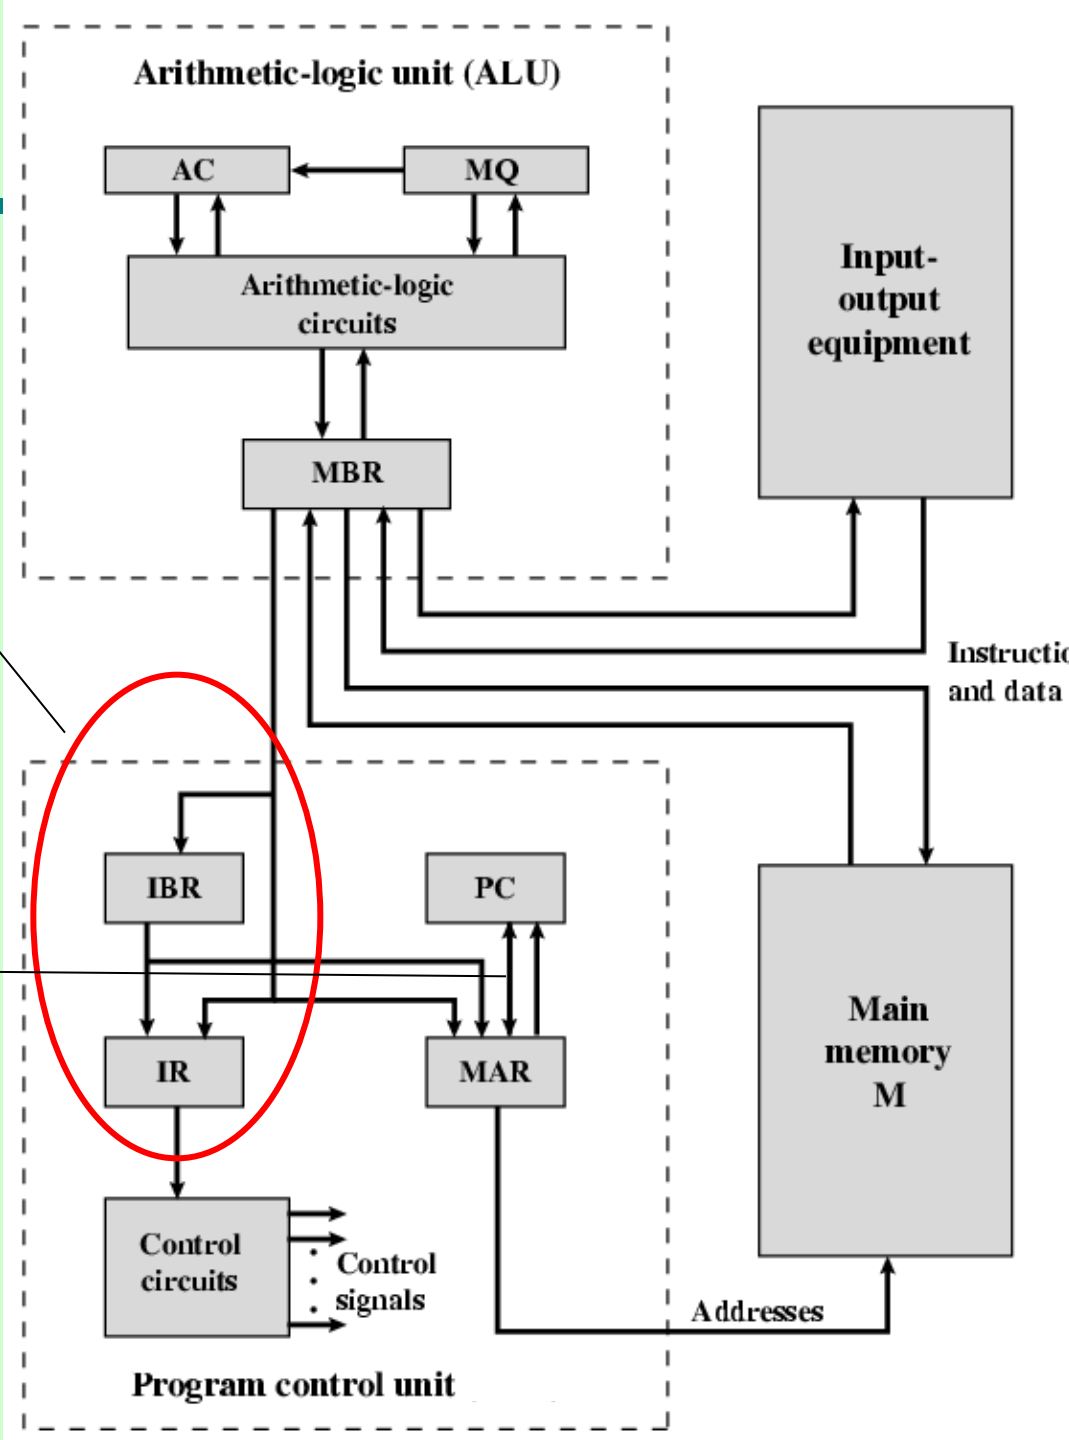 Arithmetic-logic unit (ALU)
AC
MQ
Arithmetic-logic
circuits
MBR
Input-
output
equipment
and data
IBR
PC
IR
MAR
Main
memory
M
Control
circuits
Control
signals
Addresses
Program control unit